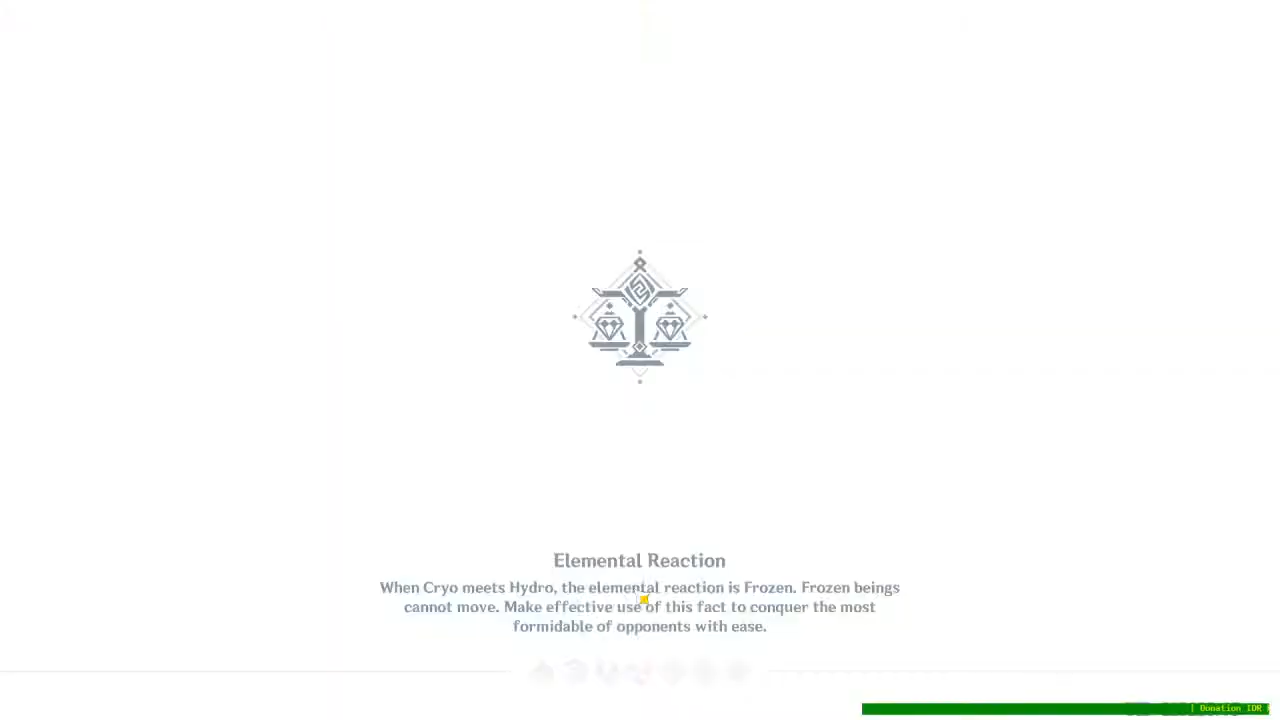 Elemental Reaction
When Cryo meets Hydro, the elemental reaction is Frozen. Frozen beings
cannot move. Make effective use of this fact to conquer the most
formidable of opponents with ease.
| Donation IDR